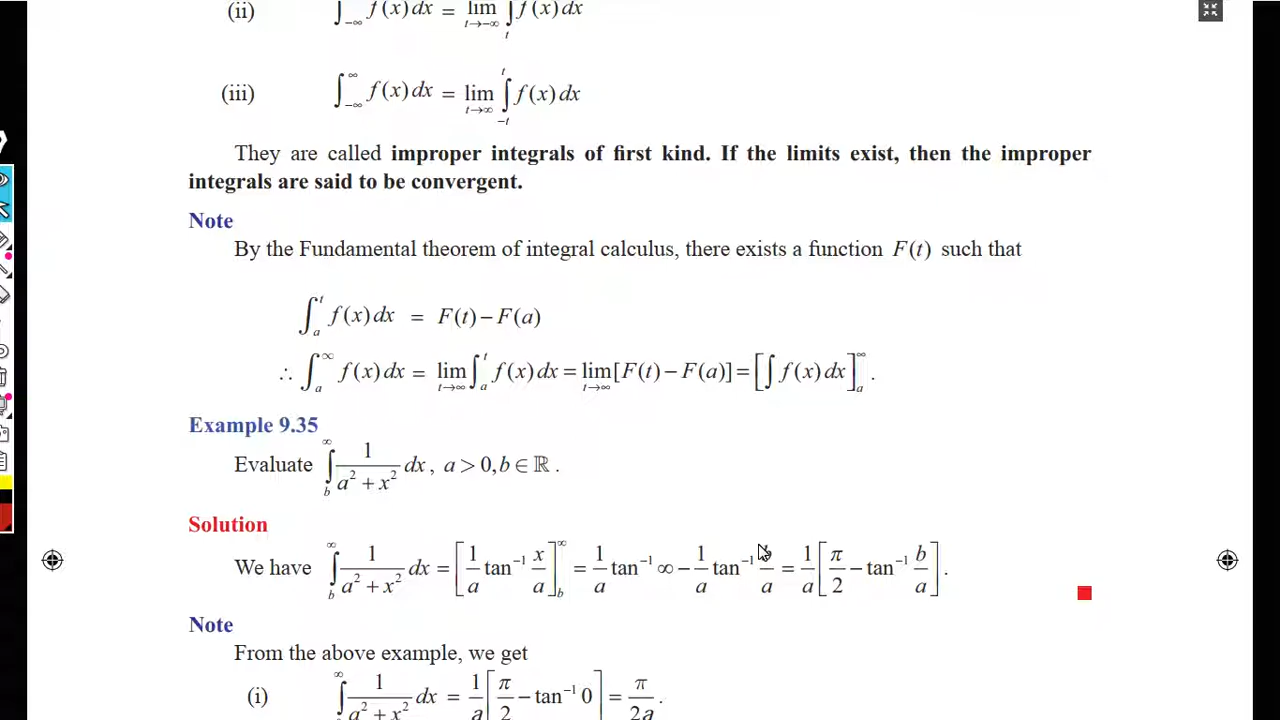 (ii) ∫_{-∞} f(x)dx = lim_{t→-∞} ∫_t f(x)dx
(iii) ∫_{-∞}^{∞} f(x)dx = lim_{t→∞} ∫_{-t}^{t} f(x)dx
They are called improper integrals of first kind. If the limits exist, then the improper
integrals are said to be convergent.
Note
By the Fundamental theorem of integral calculus, there exists a function F(t) such that
∫_a^t f(x)dx = F(t) − F(a)
∴ ∫_a^∞ f(x)dx = lim_{t→∞} ∫_a^t f(x)dx = lim_{t→∞} [F(t) − F(a)] = [∫ f(x)dx]_a^∞ .
Example 9.35
Evaluate ∫_b^∞ 1/(a² + x²) dx, a > 0, b ∈ ℝ .
Solution
We have ∫_b^∞ 1/(a² + x²) dx = [1/a tan⁻¹ x/a]_b^∞ = 1/a tan⁻¹ ∞ − 1/a tan⁻¹ b/a = 1/a [π/2 − tan⁻¹ b/a] .
Note
From the above example, we get
(i) ∫^∞ 1/(a² + x²) dx = 1/a [π/2 − tan⁻¹ 0] = π/2a .